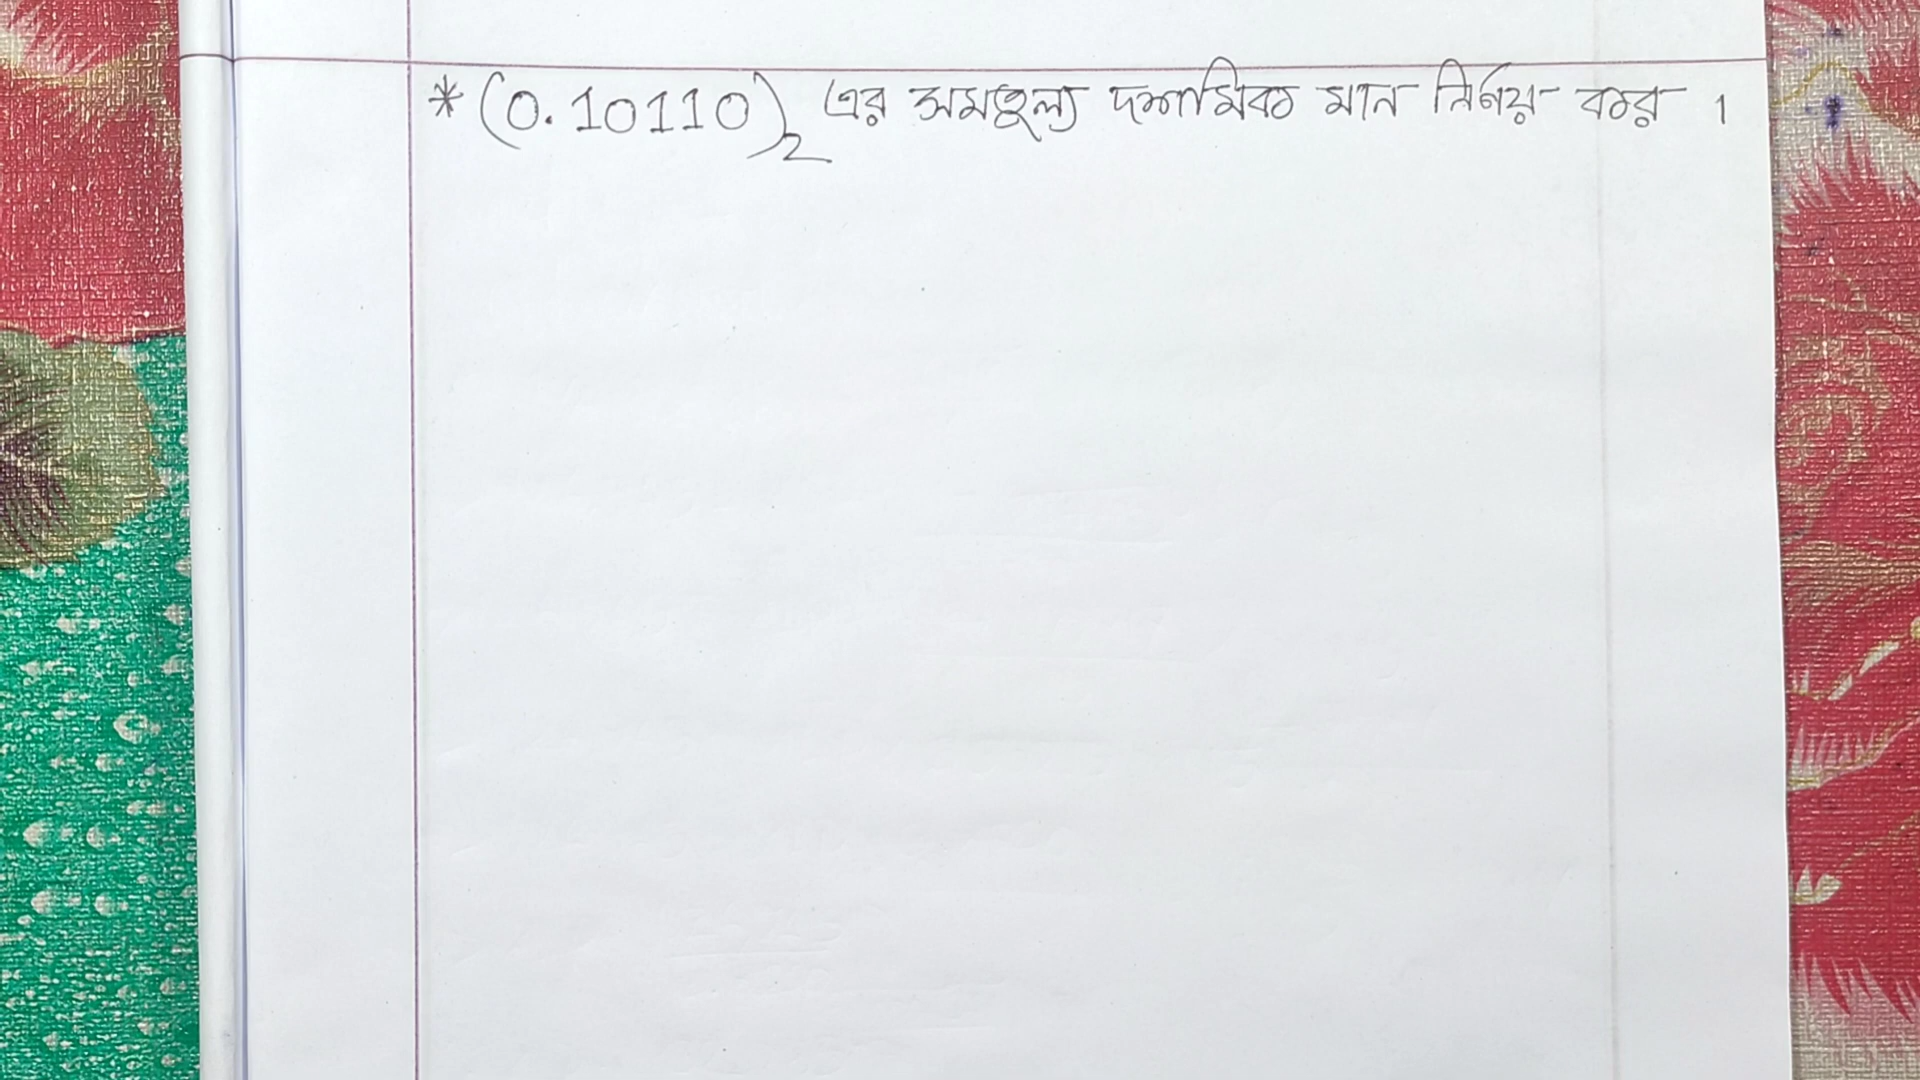 * (0.10110)₂ এর সমতুল্য দশমিক মান নির্ণয় কর ।